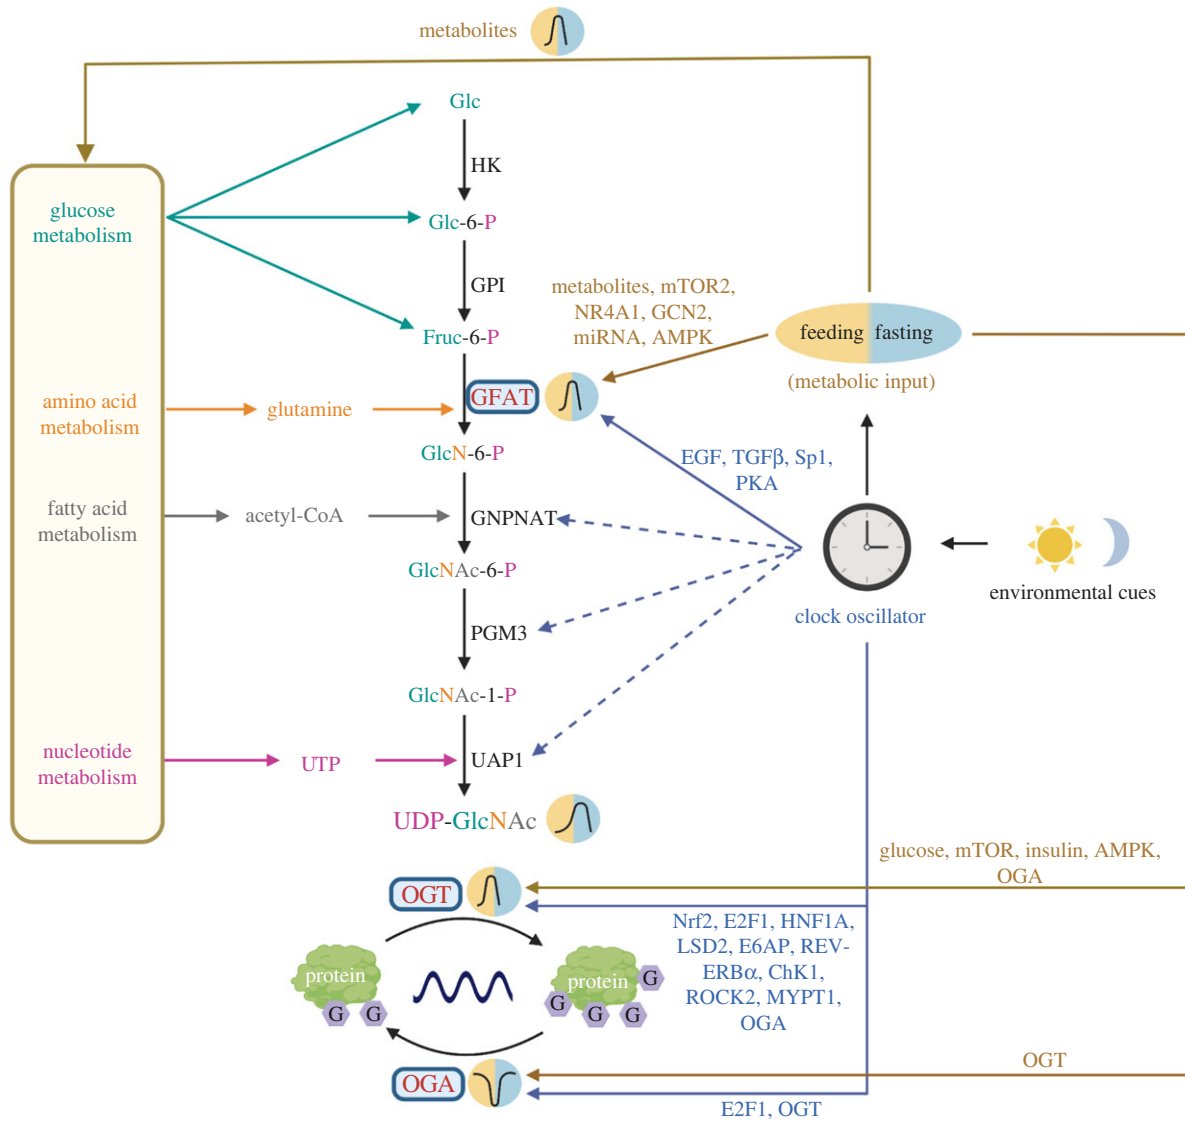 metabolites
Glc
HK
glucose
metabolism
Glc-6-P
GPI
metabolites, mTOR2,
NR4A1, GCN2,
miRNA, AMPK
feeding fasting
(metabolic input)
Fruc-6-P
GFAT
amino acid
metabolism
glutamine
GlcN-6-P
EGF, TGFβ, Sp1,
PKA
fatty acid
metabolism
acetyl-CoA
GNPNAT
GlcNAc-6-P
environmental cues
clock oscillator
PGM3
GlcNAc-1-P
nucleotide
metabolism
UTP
UAP1
UDP-GlcNAc
glucose, mTOR, insulin, AMPK,
OGA
OGT
Nrf2, E2F1, HNF1A,
LSD2, E6AP, REV-
ERBα, ChK1,
ROCK2, MYPT1,
OGA
protein
G G
protein
G
G G G
OGT
OGA
E2F1, OGT